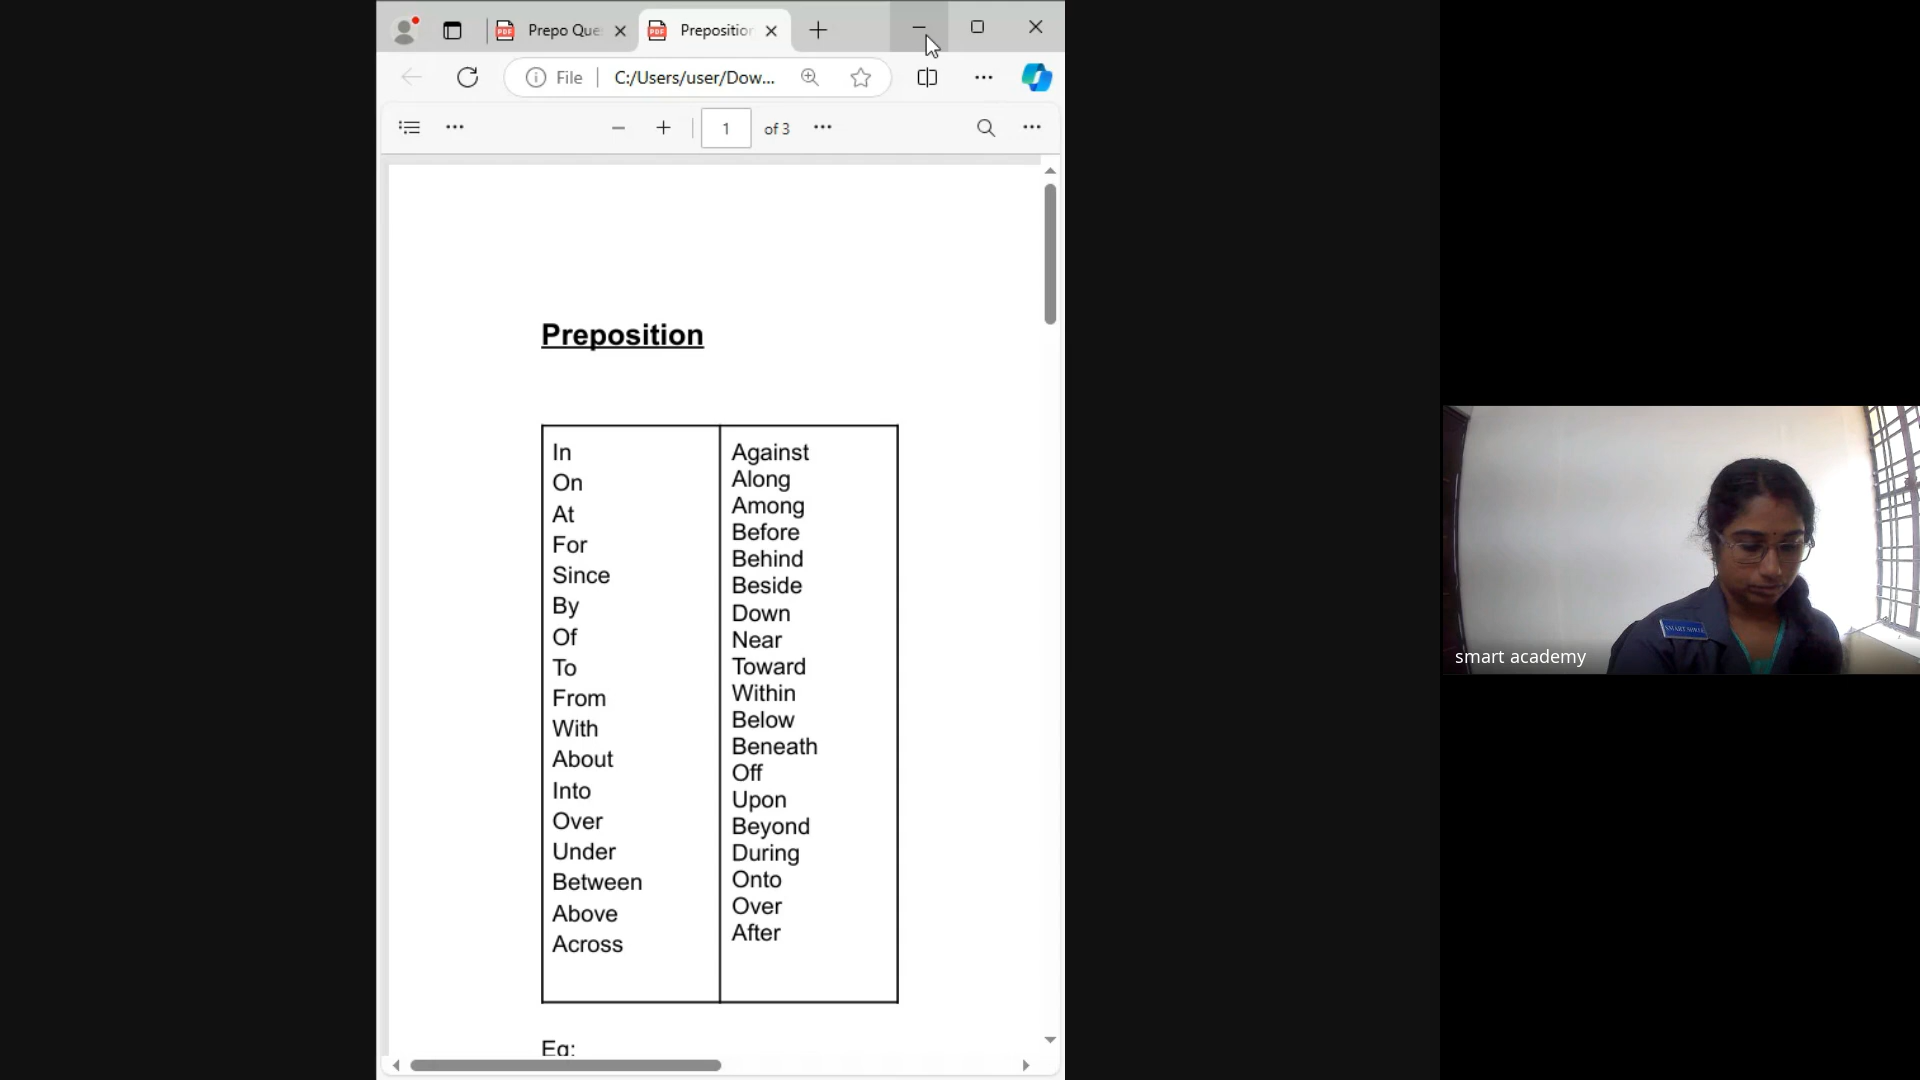 Prepo Que
Prepositior
File
C:/Users/user/Dow...
1 of 3
Preposition
In
On
At
For
Since
By
Of
To
From
With
About
Into
Over
Under
Between
Above
Across
Against
Along
Among
Before
Behind
Beside
Down
Near
Toward
Within
Below
Beneath
Off
Upon
Beyond
During
Onto
Over
After
Eg:
smart academy